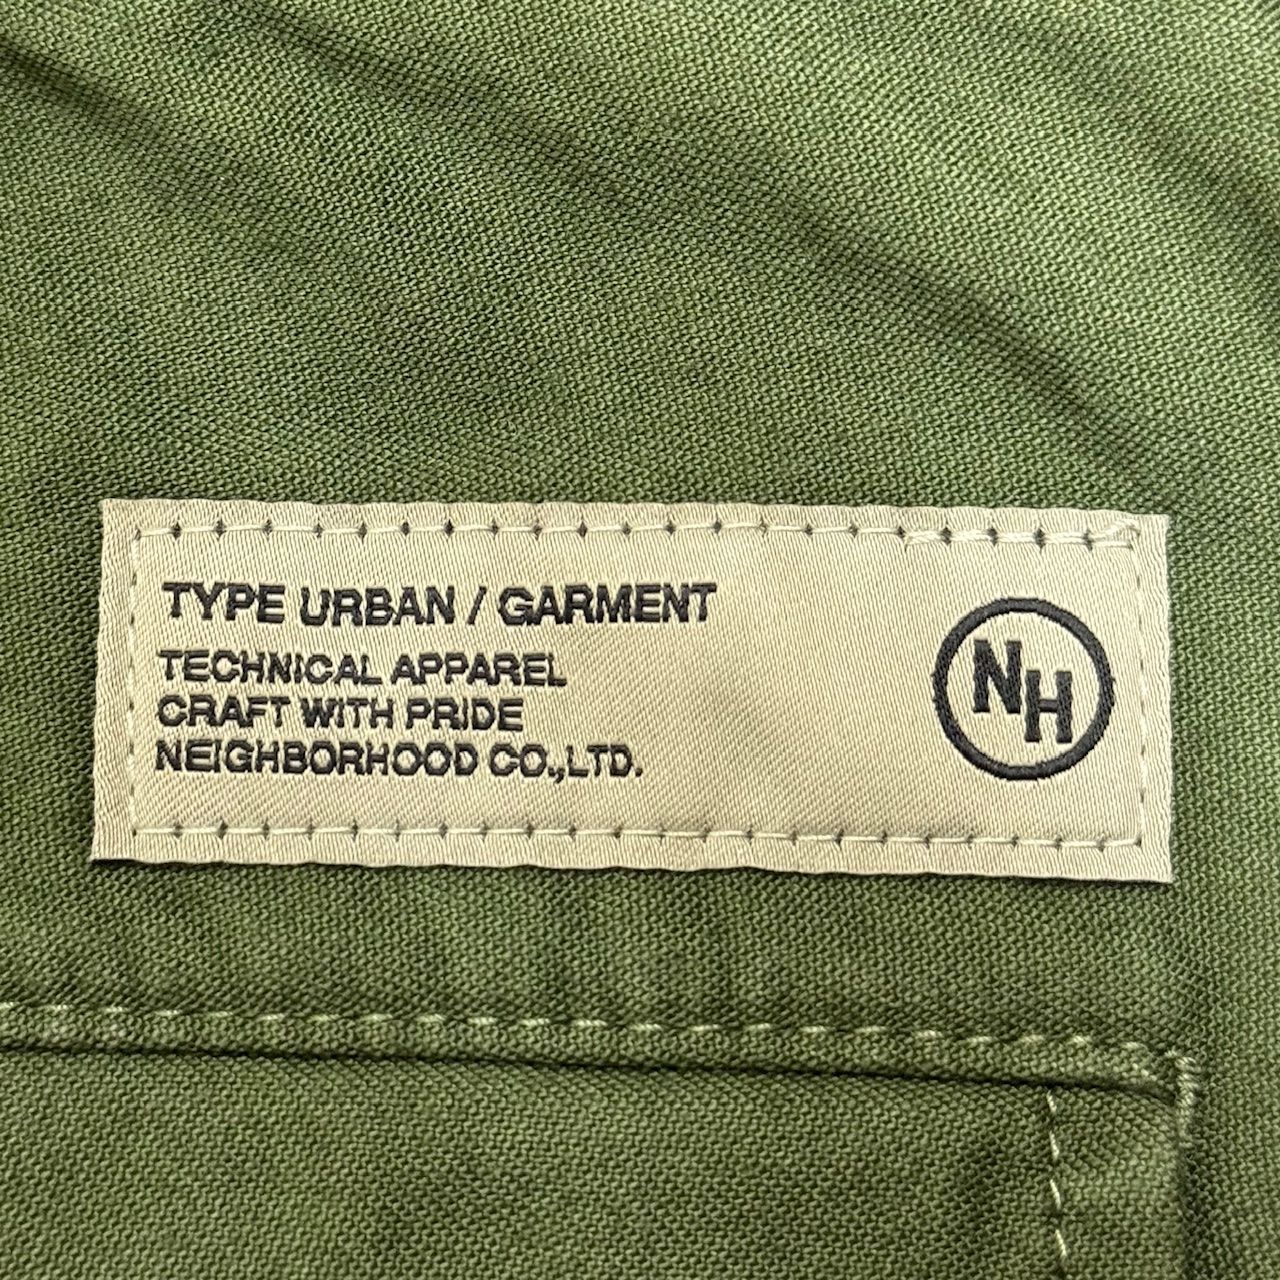 TYPE URBAN / GARMENT
TECHNICAL APPAREL
CRAFT WITH PRIDE
NEIGHBORHOOD CO.,LTD.
NH